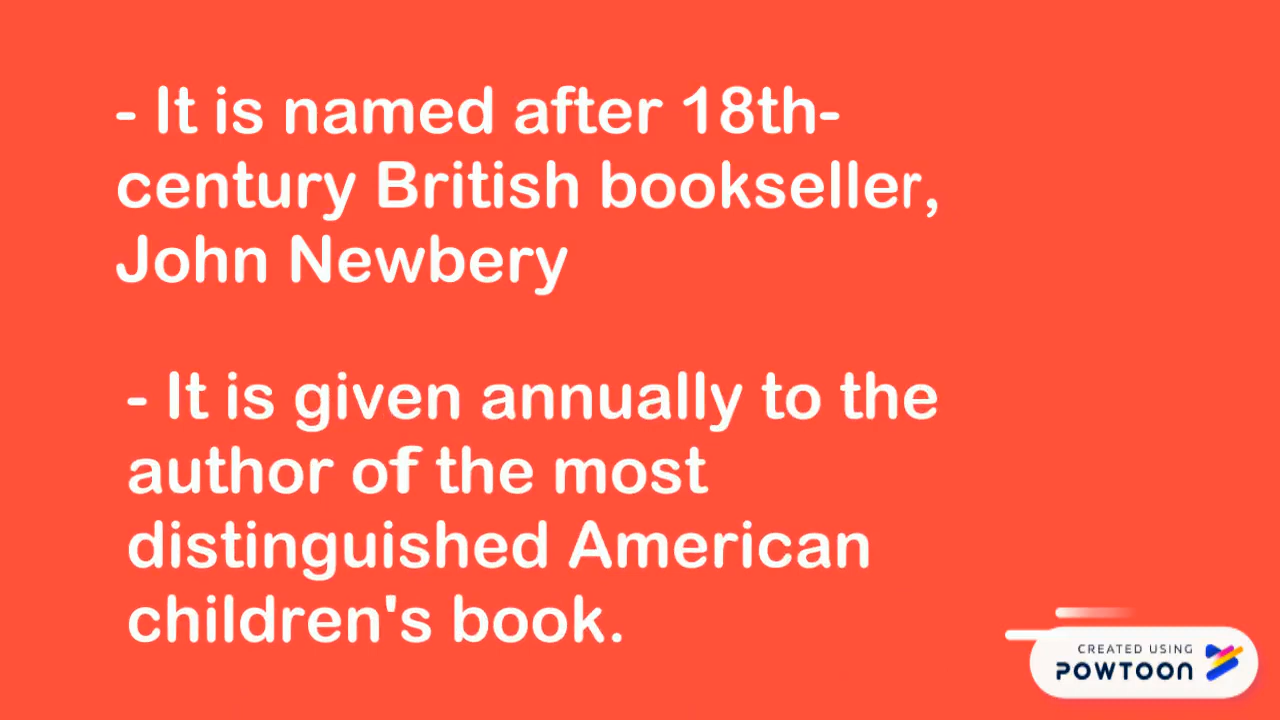 - It is named after 18th-
century British bookseller,
John Newbery
- It is given annually to the
author of the most
distinguished American
children's book.
CREATED USING
POWTOON